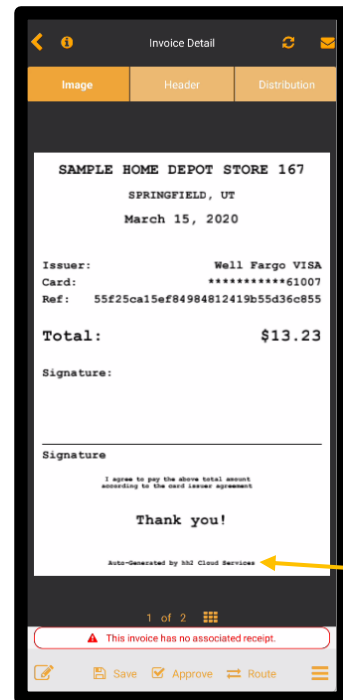 Invoice Detail
Image Header Distribution
SAMPLE HOME DEPOT STORE 167
SPRINGFIELD, UT
March 15, 2020
Issuer: Well Fargo VISA
Card: ***********61007
Ref: 55f25ca15ef84984812419b55d36c855
Total: $13.23
Signature:
Signature
I agree to pay the above total amount
according to the card issuer agreement
Thank you!
Auto-Generated by hh2 Cloud Services
1 of 2
This invoice has no associated receipt.
Save Approve Route